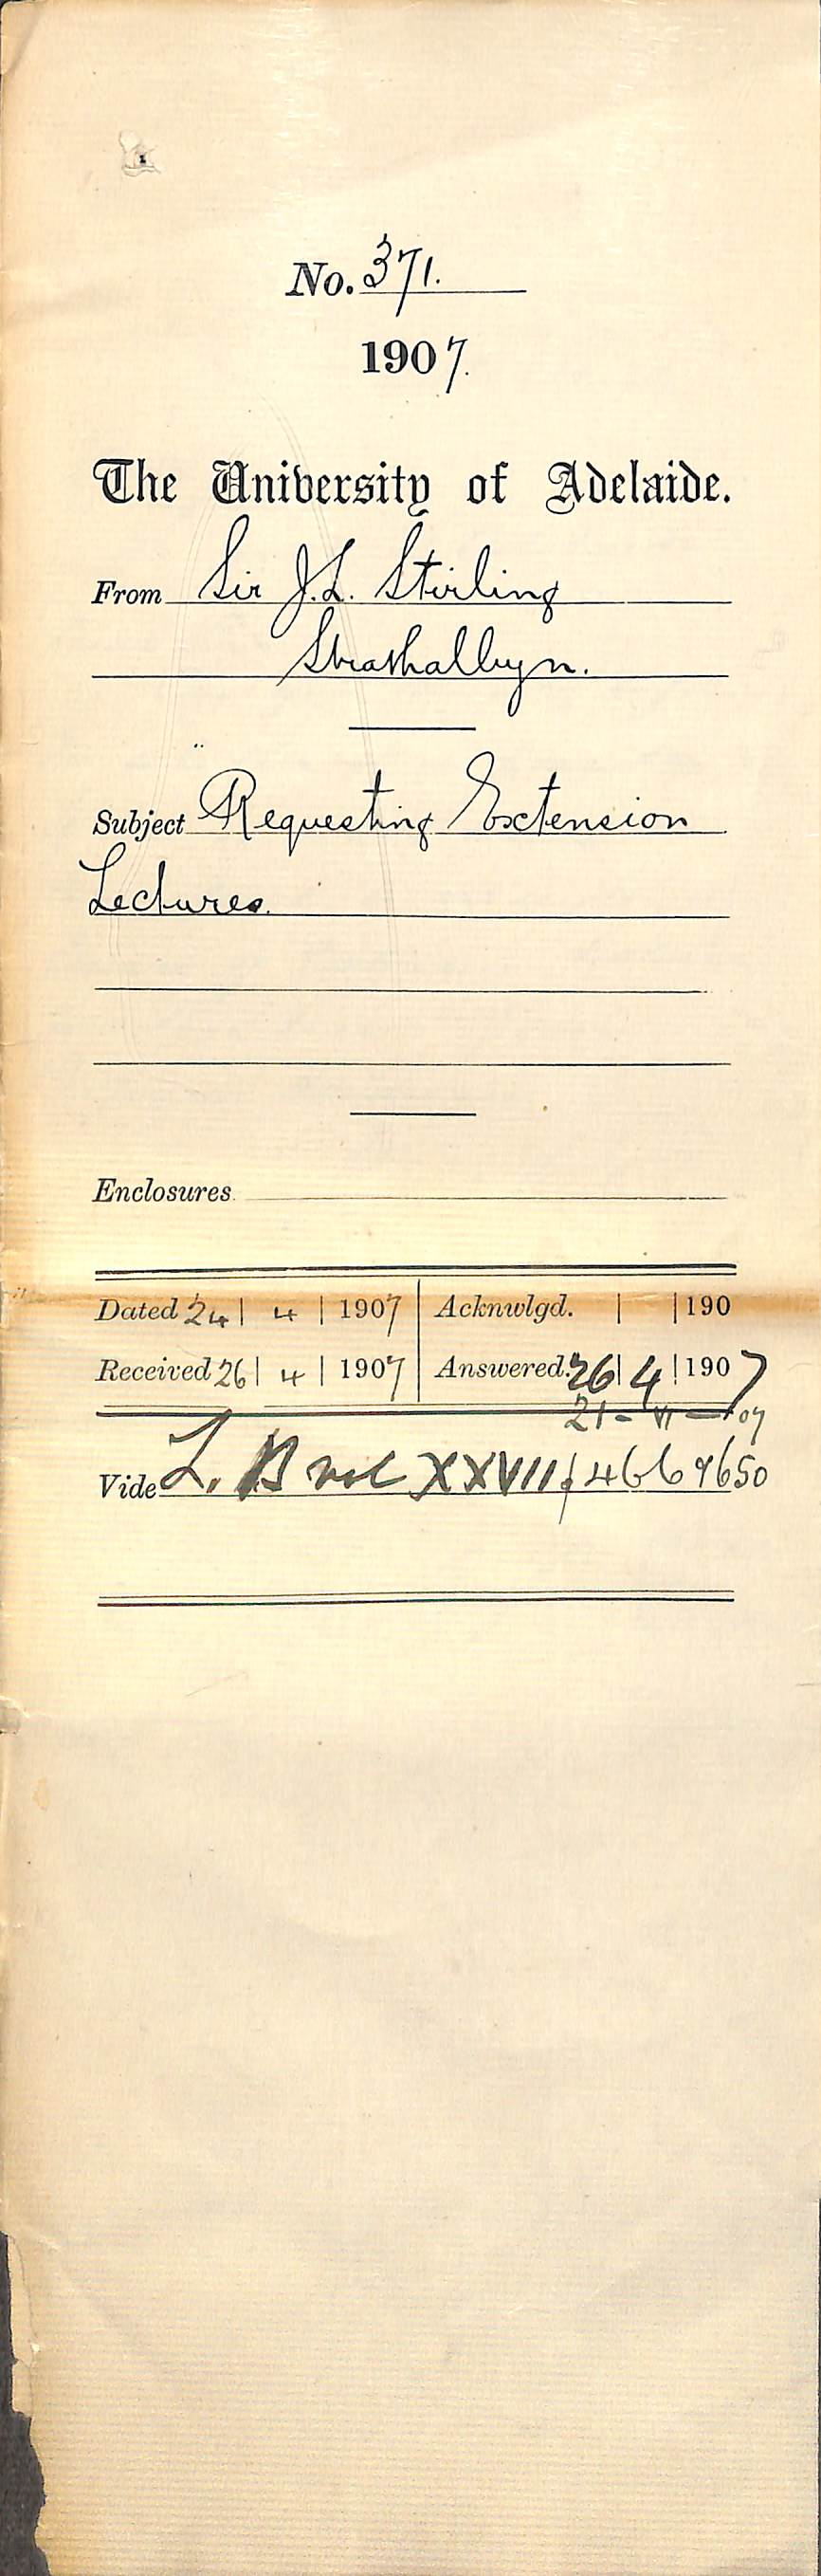 No. 371.
1907.
The University of Adelaide.
From Sir J.L. Stirling
Strathalbyn.
Subject Requesting Extension
Lectures.
Enclosures
Dated 24 | 4 | 1907 Acknwlgd. | | 190
Received 26 | 4 | 1907 Answered. 26 | 4 | 1907
21 - VI - 07
Vide L. B vol XXVII 466 & 650